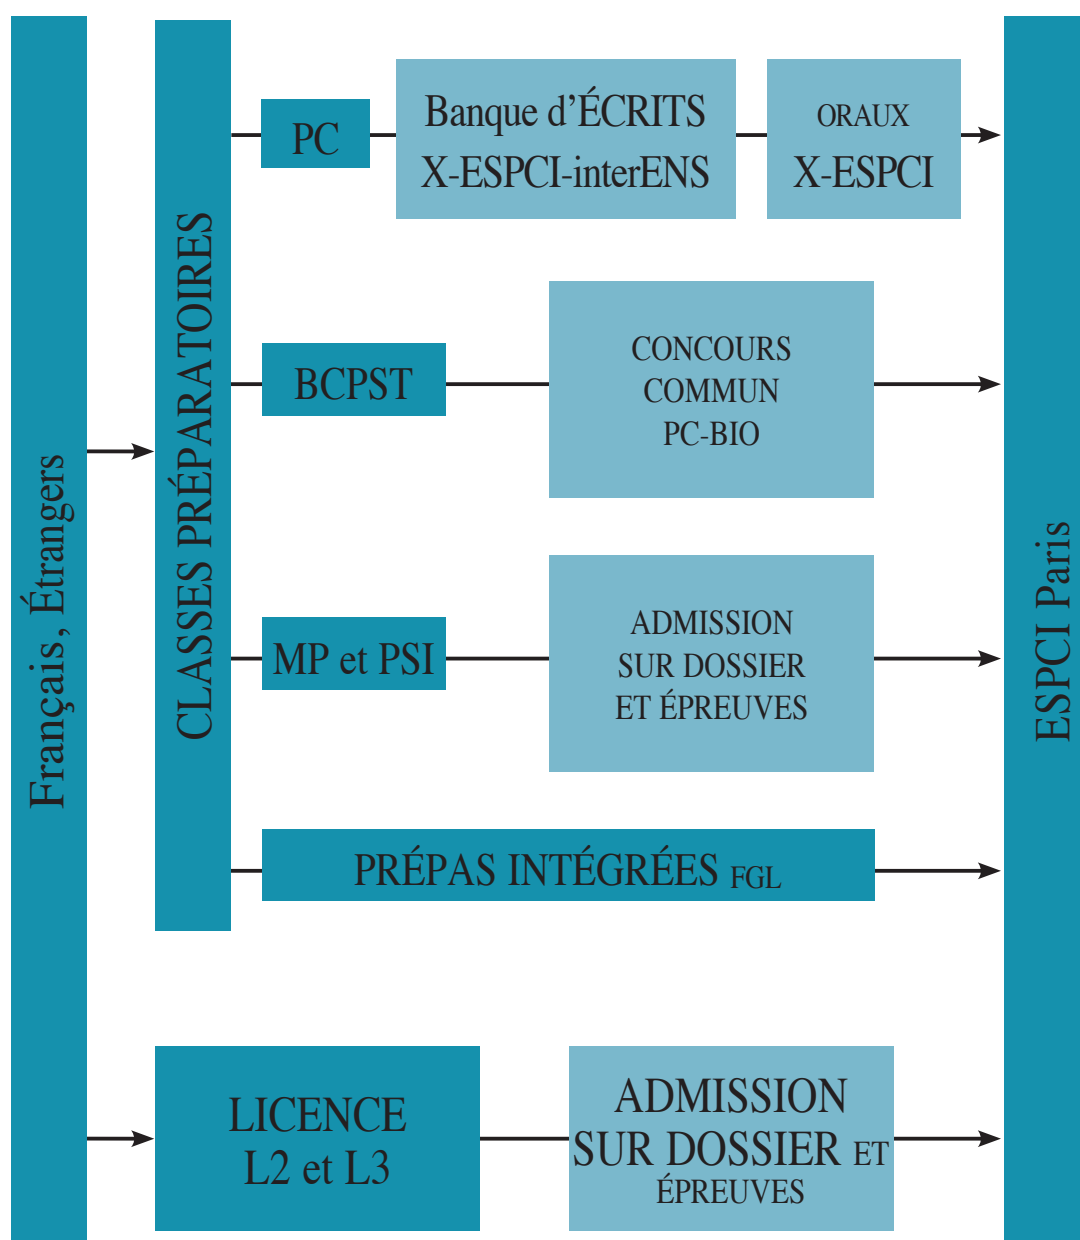 Français, Étrangers
CLASSES PRÉPARATOIRES
PC
Banque d'ÉCRITS
X-ESPCI-interENS
ORAUX
X-ESPCI
BCPST
CONCOURS
COMMUN
PC-BIO
MP et PSI
ADMISSION
SUR DOSSIER
ET ÉPREUVES
PRÉPAS INTÉGRÉES FGL
LICENCE
L2 et L3
ADMISSION
SUR DOSSIER ET
ÉPREUVES
ESPCI Paris